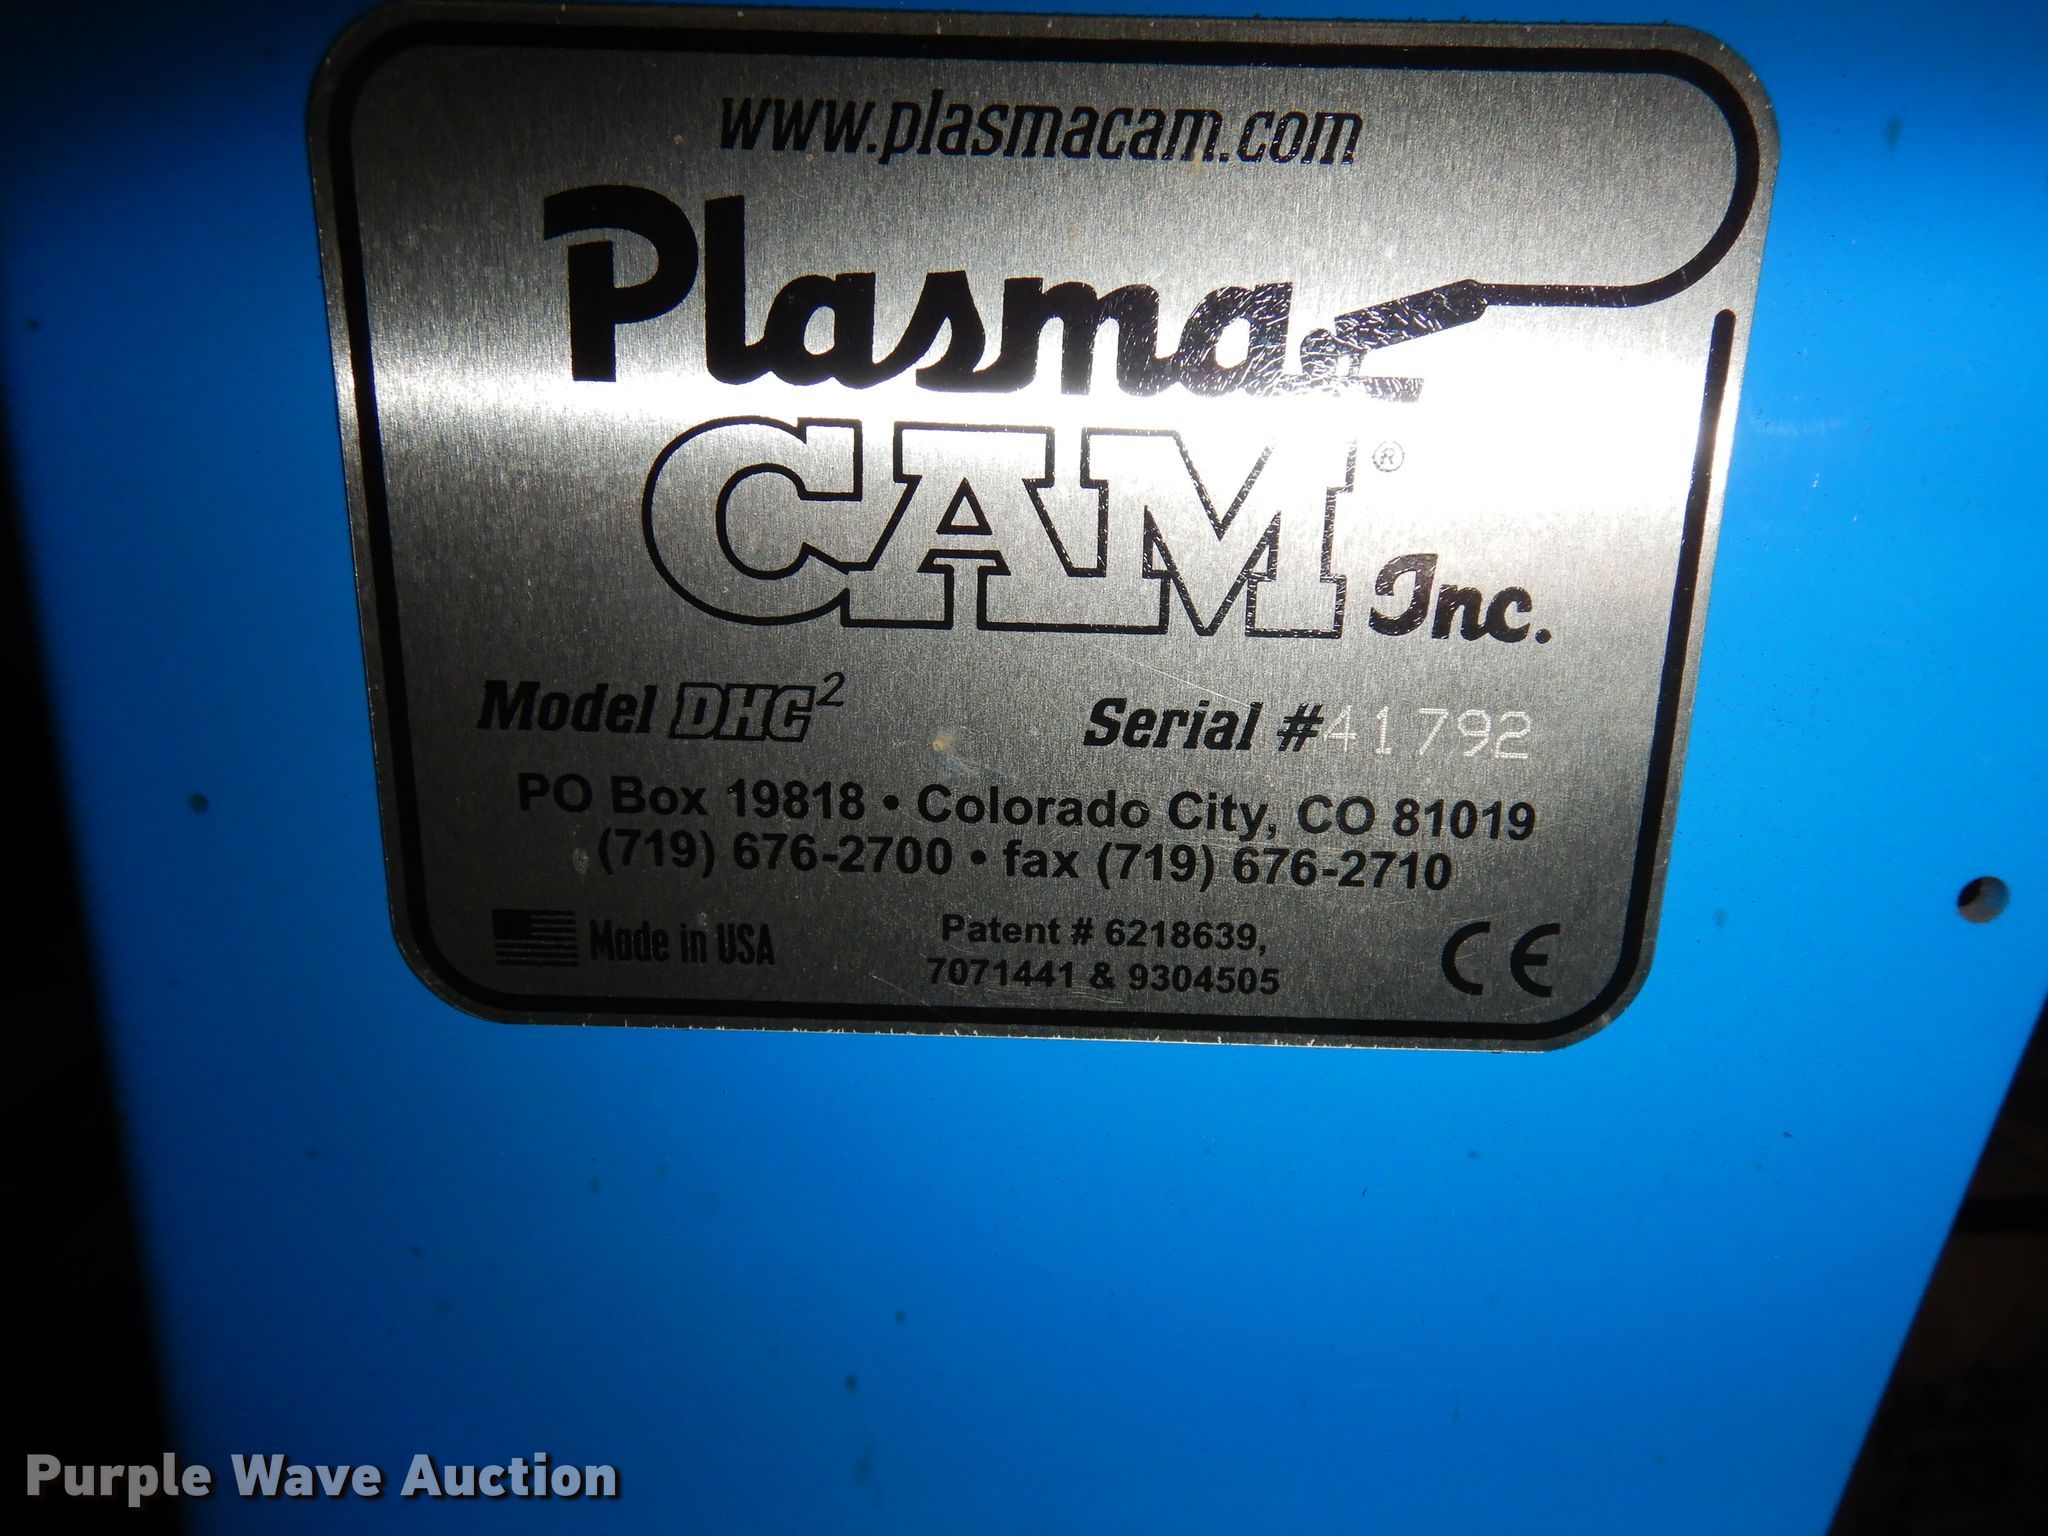 www.plasmacam.com
Plasma
CAM® Inc.
Model DHC² Serial #41792
PO Box 19818 • Colorado City, CO 81019
(719) 676-2700 • fax (719) 676-2710
Made in USA
Patent # 6218639,
7071441 & 9304505
CE
Purple Wave Auction